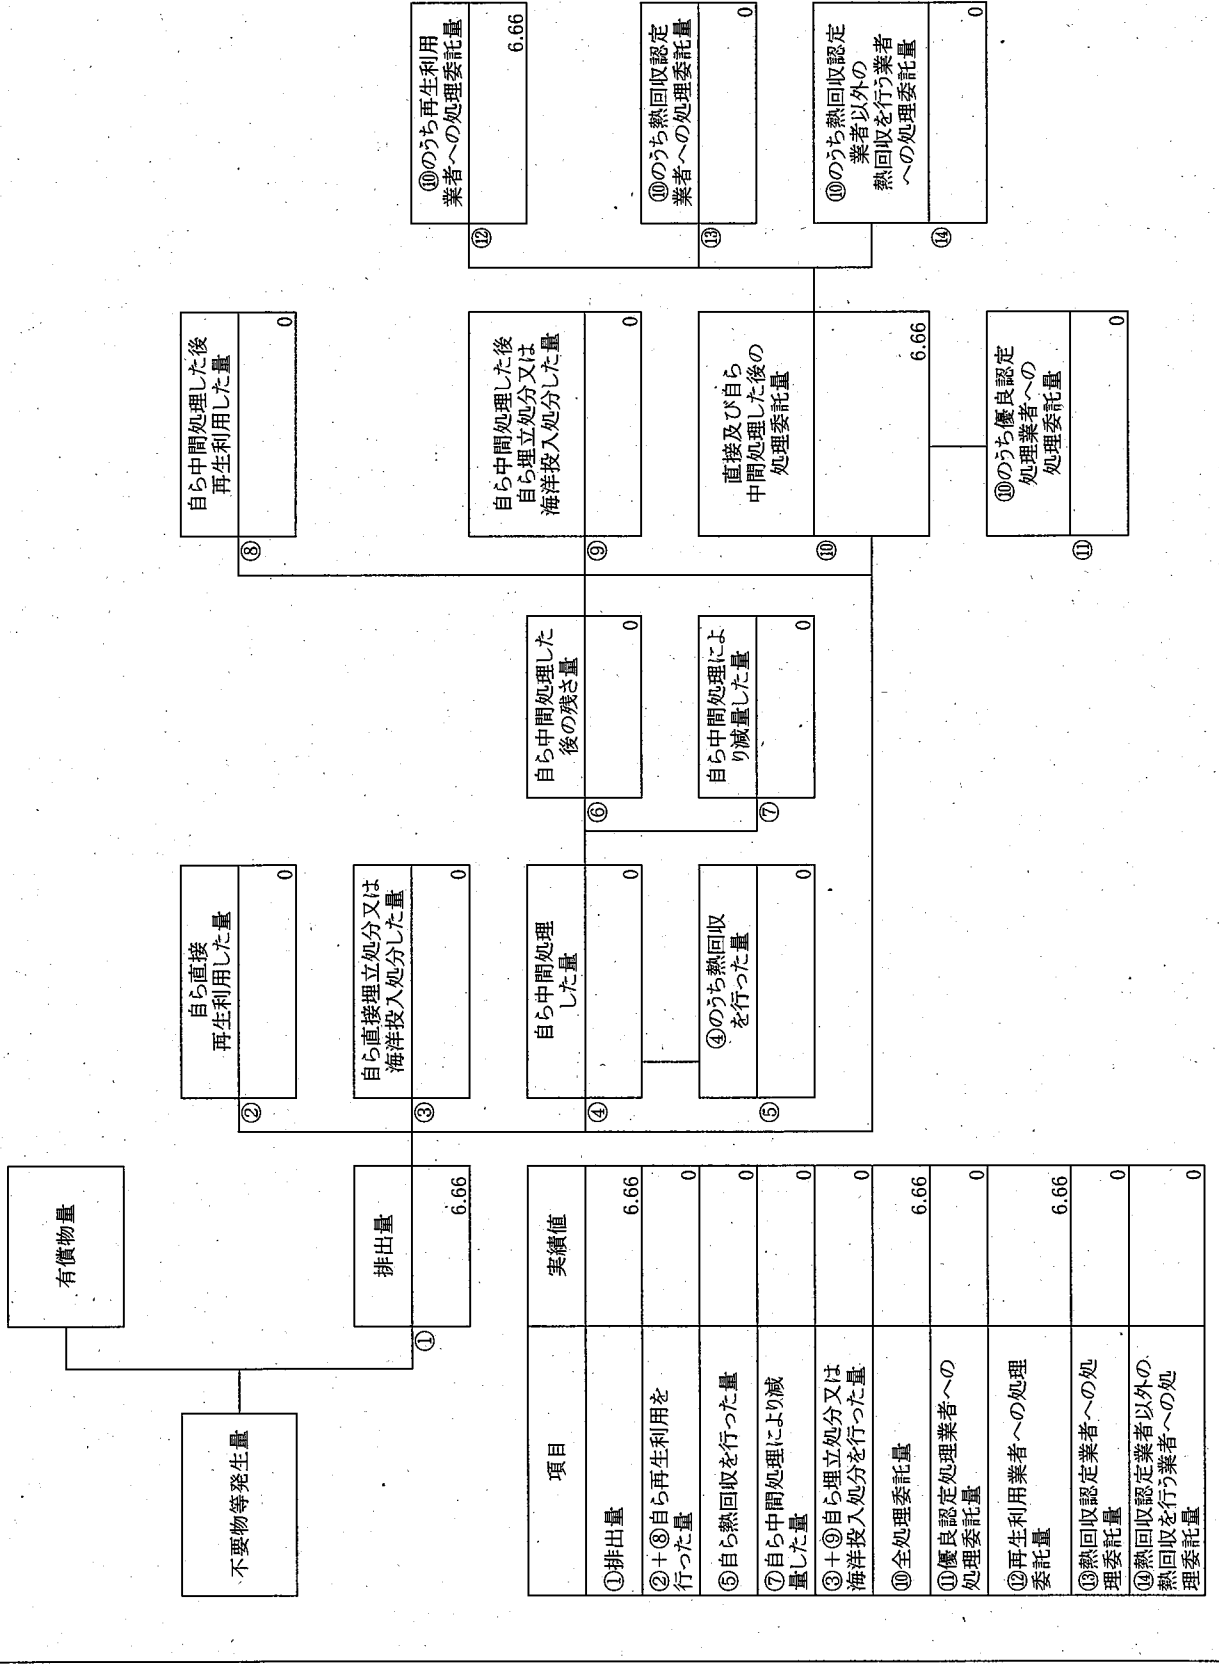 不要物等発生量
有償物量
①
排出量
6.66
②
自ら直接
再生利用した量
0
③
自ら直接埋立処分又は
海洋投入処分した量
0
④
自ら中間処理
した量
0
⑤
④のうち熱回収
を行った量
0
⑥
自ら中間処理した
後の残さ量
0
⑦
自ら中間処理によ
り減量した量
0
⑧
自ら中間処理した後
再生利用した量
0
⑨
自ら中間処理した後
自ら埋立処分又は
海洋投入処分した量
0
⑩
直接及び自ら
中間処理した後の
処理委託量
6.66
⑪
⑩のうち優良認定
処理業者への
処理委託量
0
⑫
⑩のうち再生利用
業者への処理委託量
6.66
⑬
⑩のうち熱回収認定
業者への処理委託量
0
⑭
⑩のうち熱回収認定
業者以外の
熱回収を行う業者
への処理委託量
0
項目
実績値
①排出量
6.66
②+⑧自ら再生利用を
行った量
0
⑤自ら熱回収を行った量
0
⑦自ら中間処理により減
量した量
0
③+⑨自ら埋立処分又は
海洋投入処分を行った量
0
⑩全処理委託量
6.66
⑪優良認定処理業者への
処理委託量
0
⑫再生利用業者への処理
委託量
6.66
⑬熱回収認定業者への処
理委託量
0
⑭熱回収認定業者以外の
熱回収を行う業者への処
理委託量
0